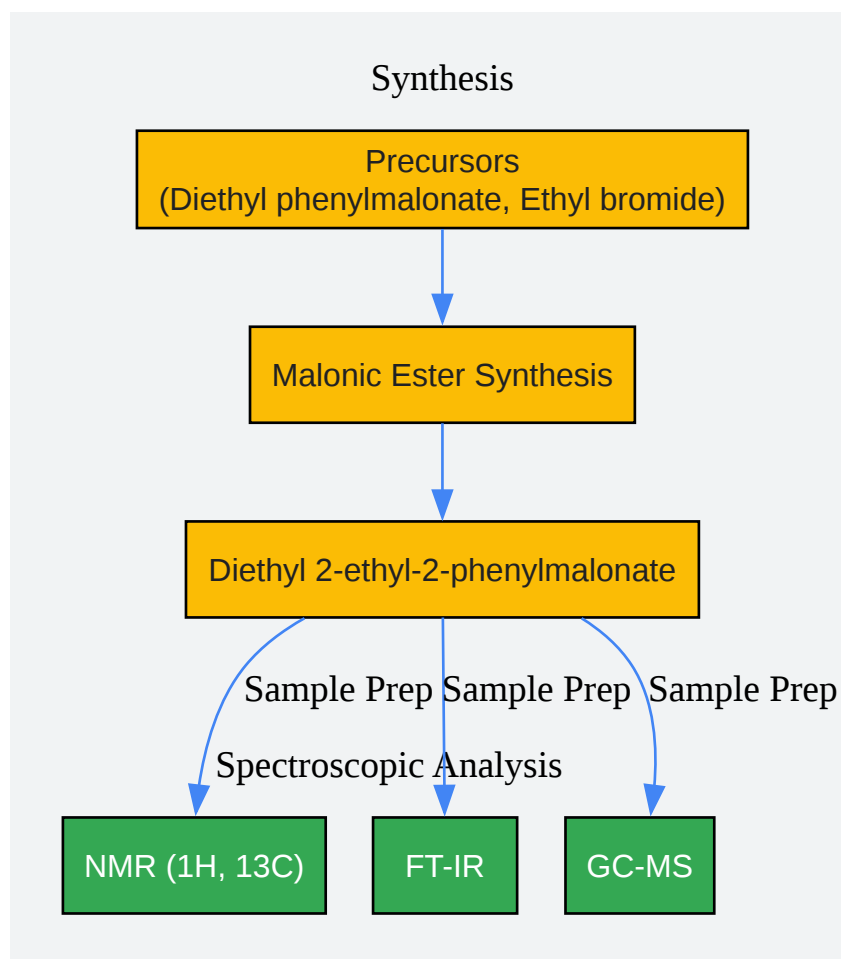 Synthesis
Precursors
(Diethyl phenylmalonate, Ethyl bromide)
Malonic Ester Synthesis
Diethyl 2-ethyl-2-phenylmalonate
Sample Prep
Sample Prep
Sample Prep
Spectroscopic Analysis
NMR (1H, 13C)
FT-IR
GC-MS